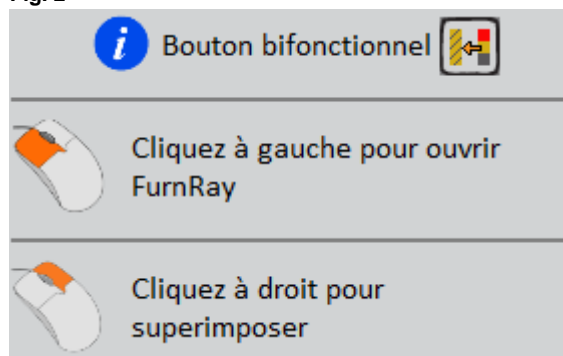 Bouton bifonctionnel
Cliquez à gauche pour ouvrir
FurnRay
Cliquez à droit pour
superimposer